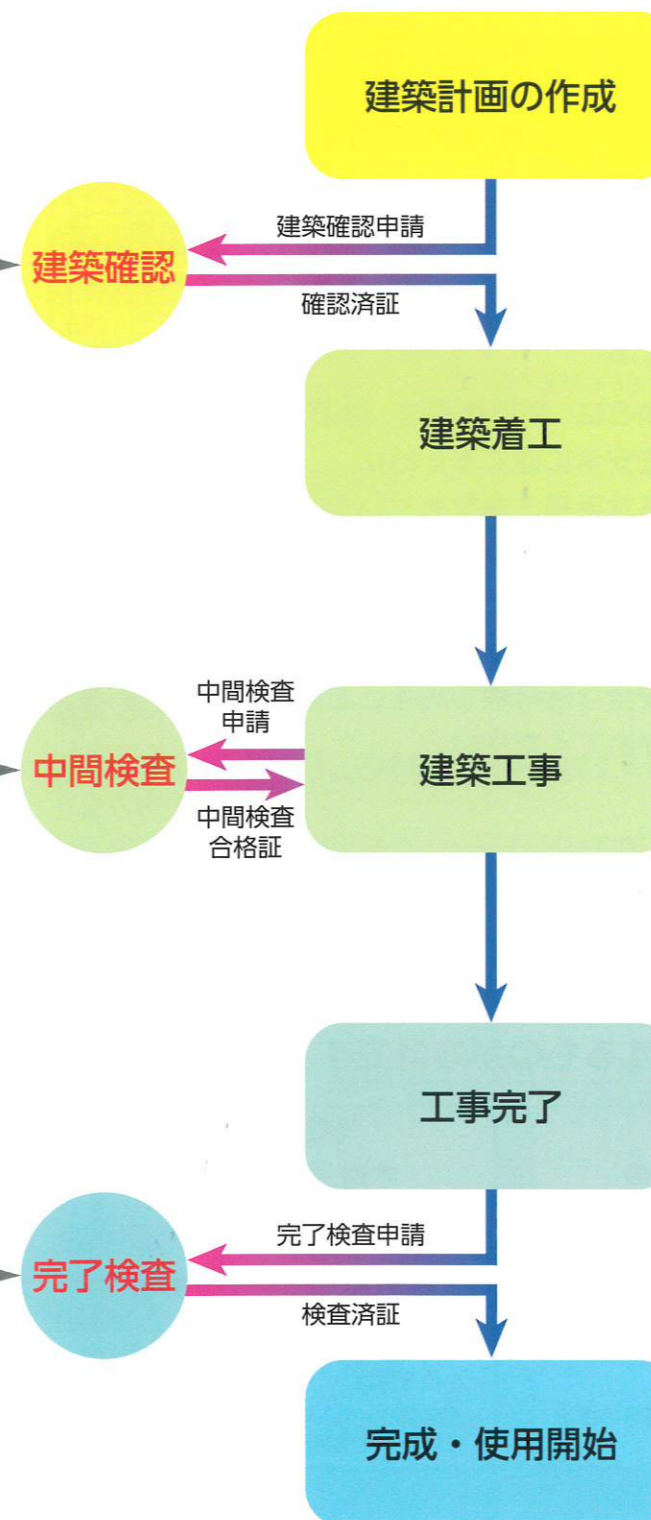 建築計画の作成
建築確認申請
建築確認
確認済証
建築着工
中間検査
申請
中間検査
建築工事
中間検査
合格証
工事完了
完了検査申請
完了検査
検査済証
完成・使用開始